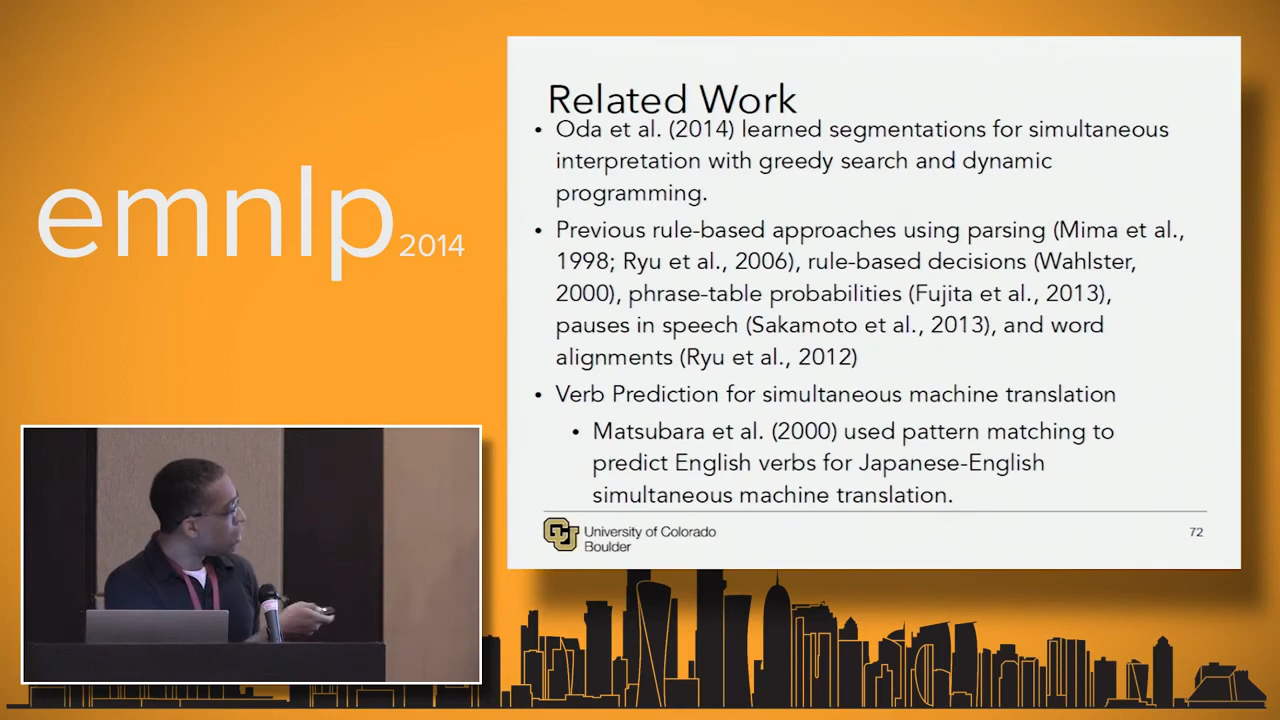 emnlp 2014
Related Work
• Oda et al. (2014) learned segmentations for simultaneous
interpretation with greedy search and dynamic
programming.
• Previous rule-based approaches using parsing (Mima et al.,
1998; Ryu et al., 2006), rule-based decisions (Wahlster,
2000), phrase-table probabilities (Fujita et al., 2013),
pauses in speech (Sakamoto et al., 2013), and word
alignments (Ryu et al., 2012)
• Verb Prediction for simultaneous machine translation
• Matsubara et al. (2000) used pattern matching to
predict English verbs for Japanese-English
simultaneous machine translation.
CU University of Colorado
Boulder
72